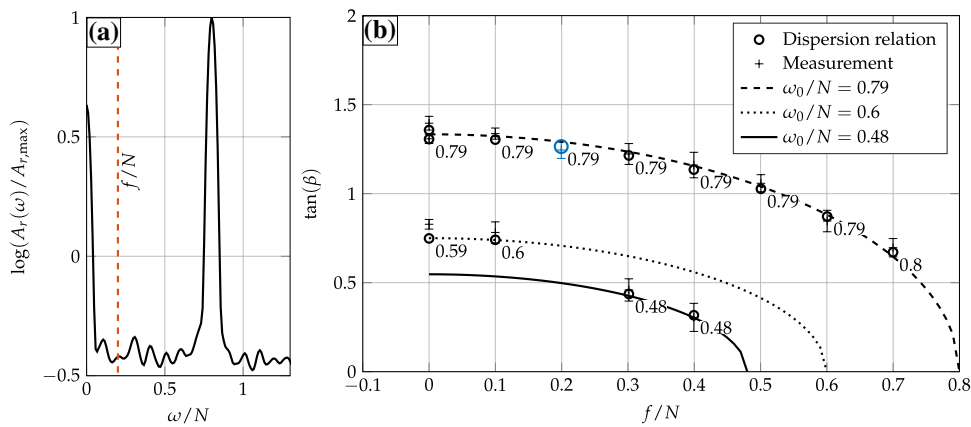 (a)
1
0.5
0
−0.5
0
0.5
1
log(A_r(ω)/A_{r,max})
f/N
ω/N
(b)
2
1.5
1
0.5
0
−0.1
0
0.1
0.2
0.3
0.4
0.5
0.6
0.7
0.8
tan(β)
f/N
Dispersion relation
Measurement
ω₀/N = 0.79
ω₀/N = 0.6
ω₀/N = 0.48
0.79
0.79
0.79
0.79
0.79
0.79
0.79
0.8
0.59
0.6
0.48
0.48